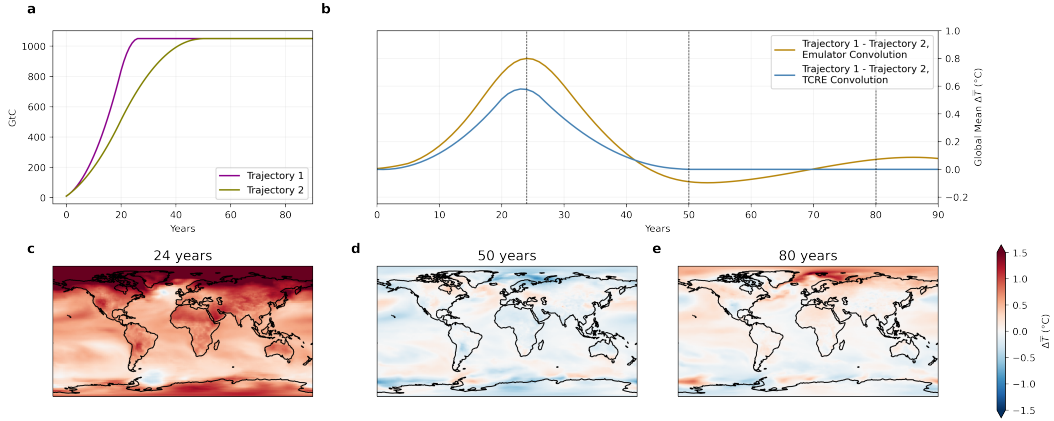 a
1000
800
600
400
200
0
GtC
Trajectory 1
Trajectory 2
0
20
40
60
80
Years
b
Trajectory 1 - Trajectory 2,
Emulator Convolution
Trajectory 1 - Trajectory 2,
TCRE Convolution
1.0
0.8
0.6
0.4
0.2
0.0
−0.2
Global Mean ΔT̅ (°C)
0
10
20
30
40
50
60
70
80
90
Years
c
24 years
d
50 years
e
80 years
1.5
1.0
0.5
0.0
−0.5
−1.0
−1.5
ΔT̅ (°C)